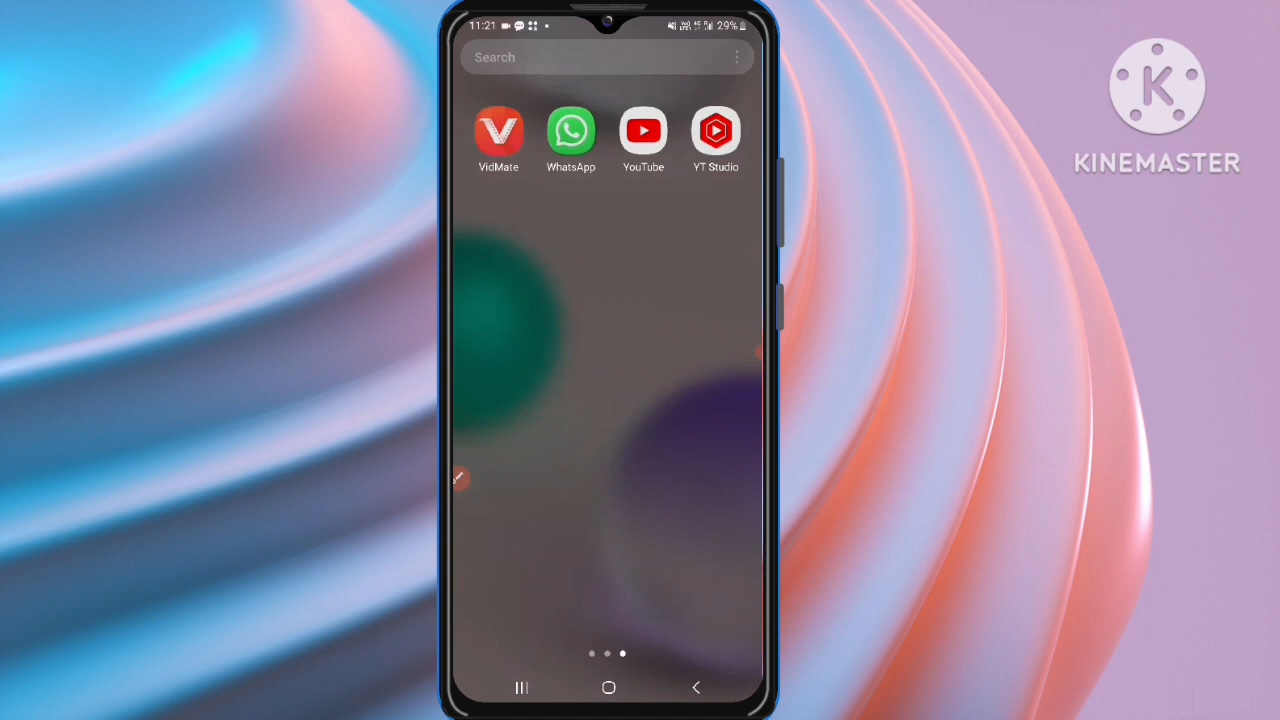 11:21
29%
Search
VidMate
WhatsApp
YouTube
YT Studio
K
KINEMASTER